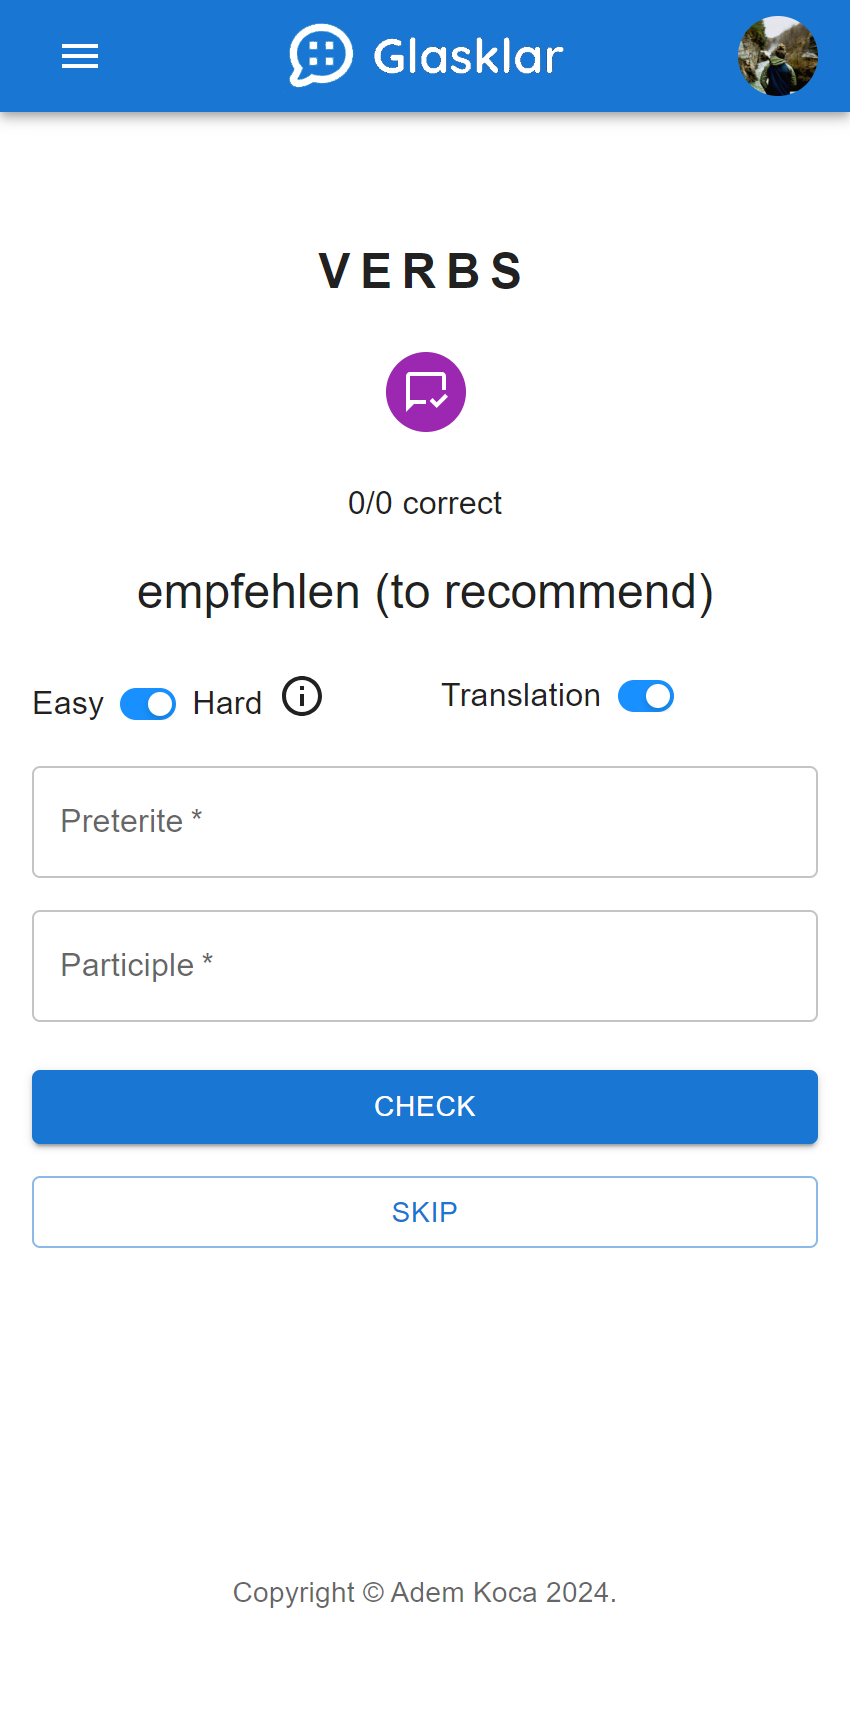 Glasklar
VERBS
0/0 correct
empfehlen (to recommend)
Easy Hard Translation
Preterite *
Participle *
CHECK
SKIP
Copyright © Adem Koca 2024.